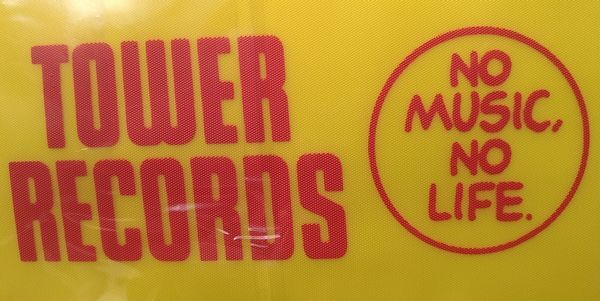 TOWER
RECORDS
NO
MUSIC,
NO
LIFE.